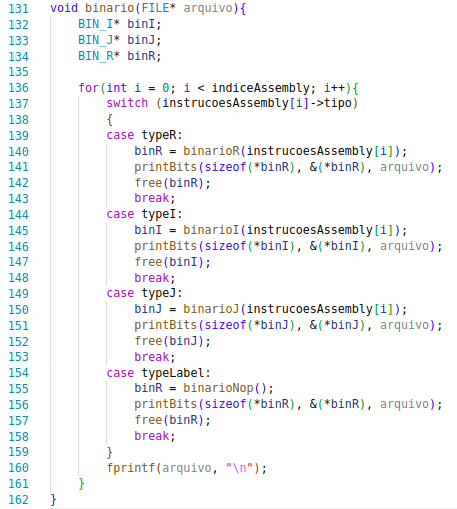 131 void binario(FILE* arquivo){
132     BIN_I* binI;
133     BIN_J* binJ;
134     BIN_R* binR;
135
136     for(int i = 0; i < indiceAssembly; i++){
137         switch (instrucoesAssembly[i]->tipo)
138         {
139         case typeR:
140             binR = binarioR(instrucoesAssembly[i]);
141             printBits(sizeof(*binR), &(*binR), arquivo);
142             free(binR);
143             break;
144         case typeI:
145             binI = binarioI(instrucoesAssembly[i]);
146             printBits(sizeof(*binI), &(*binI), arquivo);
147             free(binI);
148             break;
149         case typeJ:
150             binJ = binarioJ(instrucoesAssembly[i]);
151             printBits(sizeof(*binJ), &(*binJ), arquivo);
152             free(binJ);
153             break;
154         case typeLabel:
155             binR = binarioNop();
156             printBits(sizeof(*binR), &(*binR), arquivo);
157             free(binR);
158             break;
159         }
160         fprintf(arquivo, "\n");
161     }
162 }